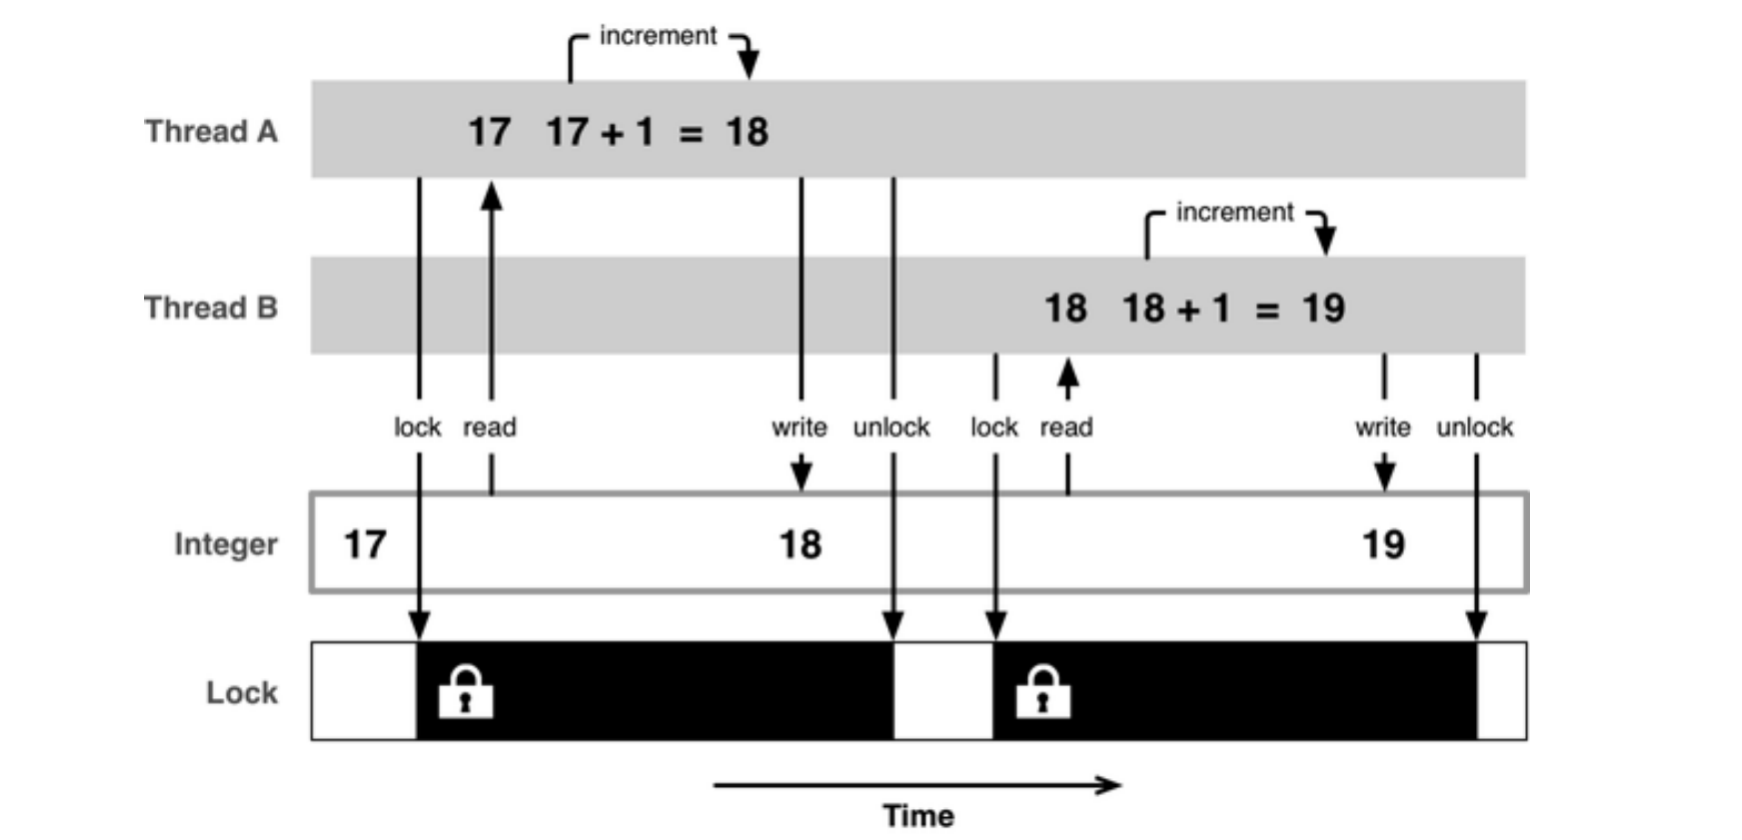 increment
Thread A
17 17 + 1 = 18
increment
Thread B
18 18 + 1 = 19
lock read write unlock lock read write unlock
Integer
17 18 19
Lock
Time